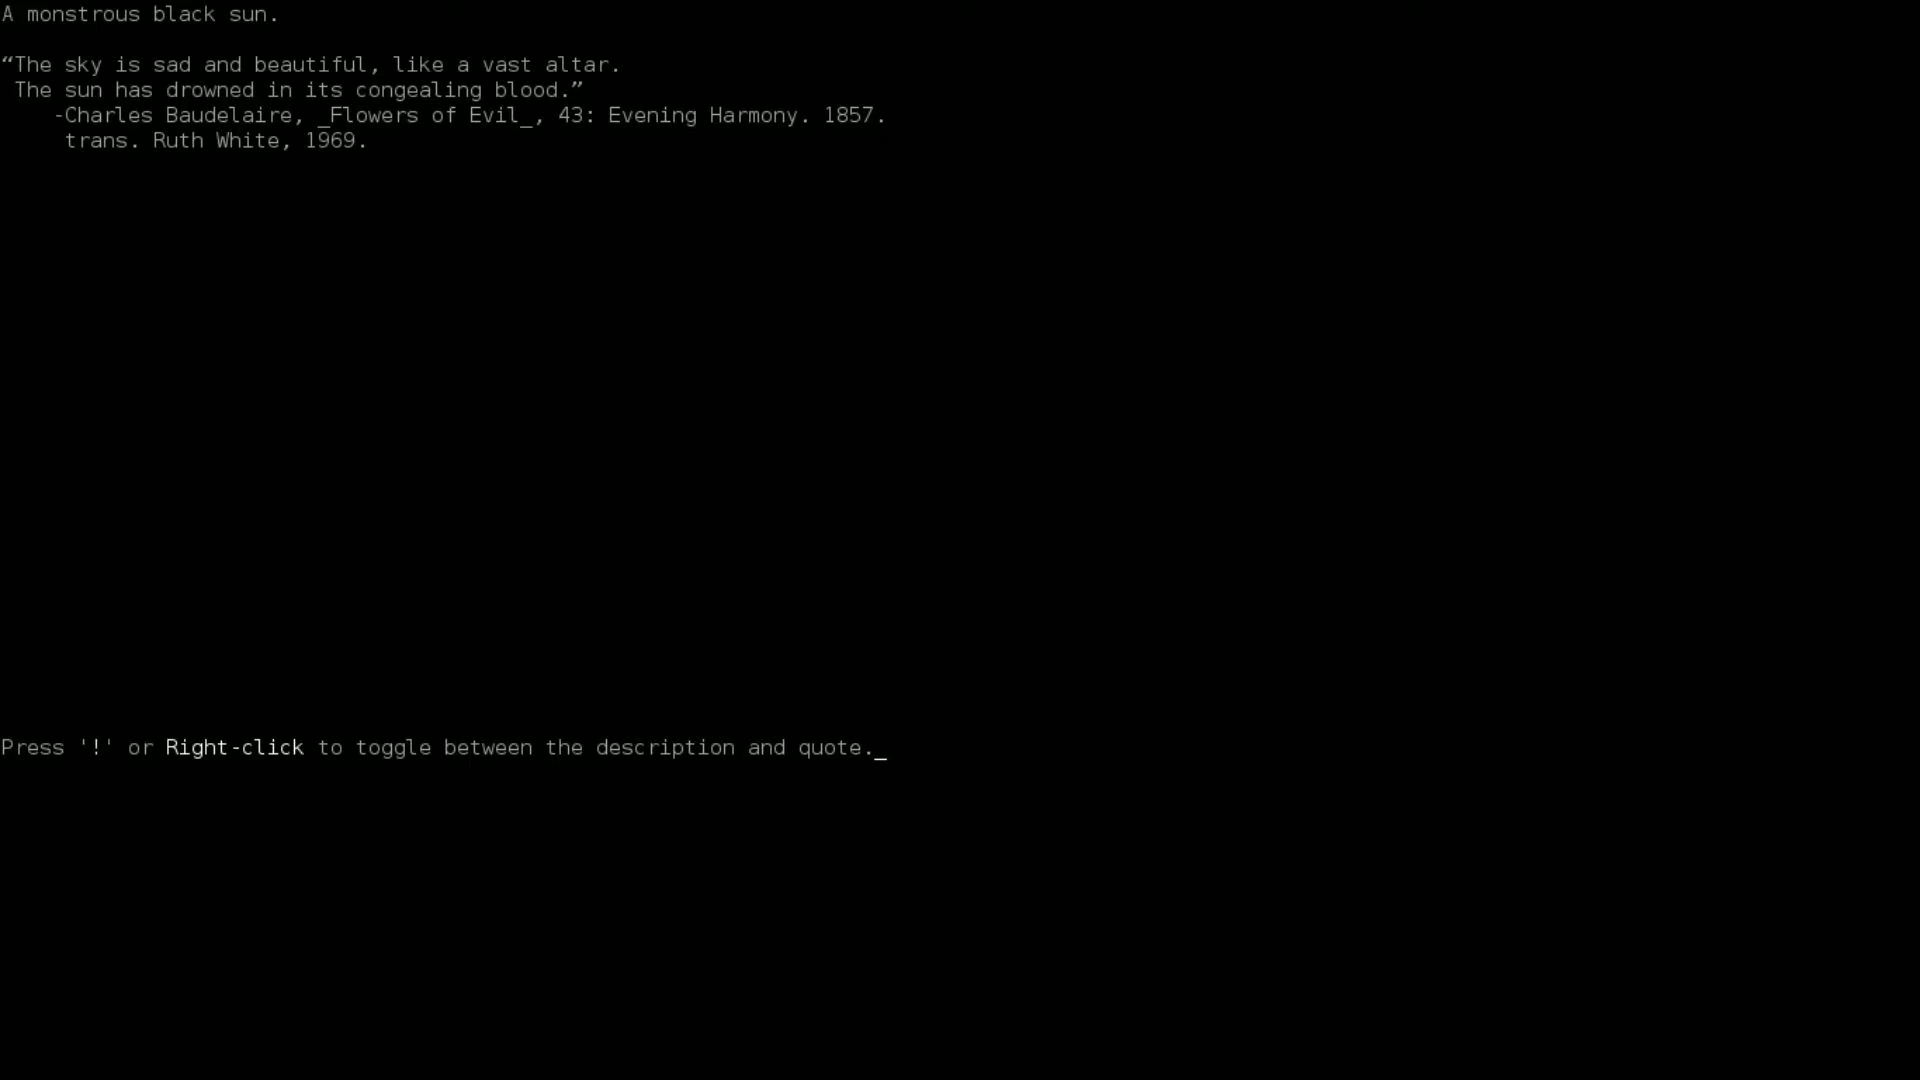 A monstrous black sun.
“The sky is sad and beautiful, like a vast altar.
The sun has drowned in its congealing blood.”
-Charles Baudelaire, _Flowers of Evil_, 43: Evening Harmony. 1857.
trans. Ruth White, 1969.
Press '!' or Right-click to toggle between the description and quote._